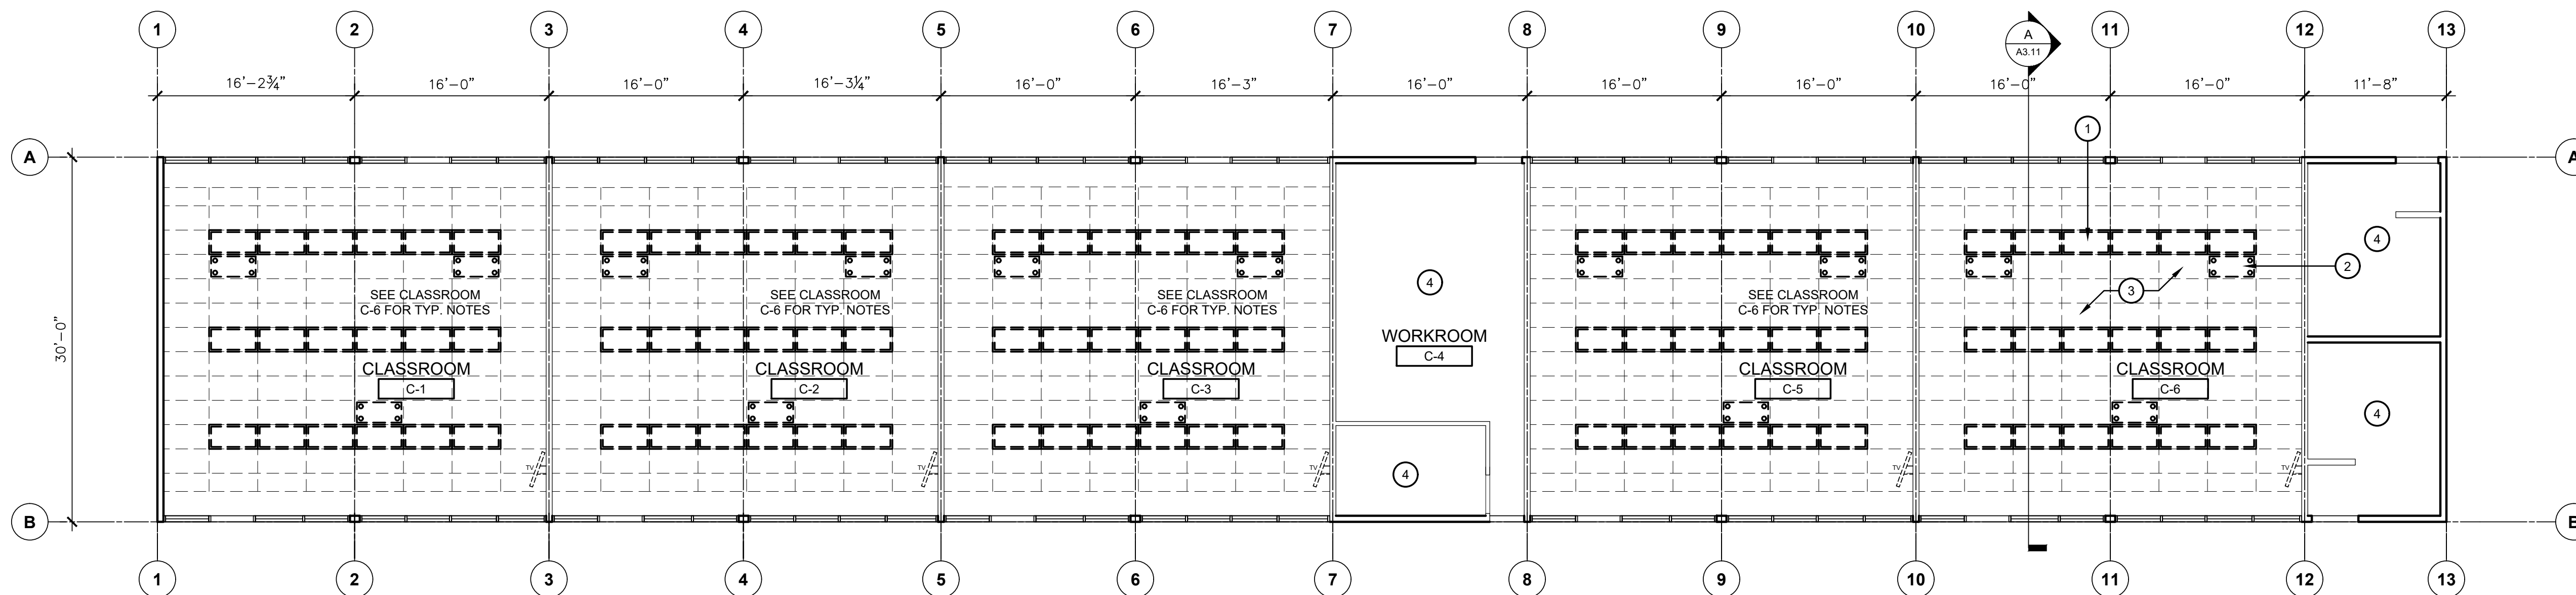 1 2 3 4 5 6 7 8 9 10 11 12 13
A
A3.11
16'-2¾" 16'-0" 16'-0" 16'-3¼" 16'-0" 16'-3" 16'-0" 16'-0" 16'-0" 16'-0" 16'-0" 11'-8"
1
A A
4
2
3
4
SEE CLASSROOM
C-6 FOR TYP. NOTES
SEE CLASSROOM
C-6 FOR TYP. NOTES
SEE CLASSROOM
C-6 FOR TYP. NOTES
SEE CLASSROOM
C-6 FOR TYP. NOTES
30'-0"
WORKROOM
C-4
CLASSROOM
C-1
CLASSROOM
C-2
CLASSROOM
C-3
CLASSROOM
C-5
CLASSROOM
C-6
4
TV TV TV TV TV
4
B B
1 2 3 4 5 6 7 8 9 10 11 12 13